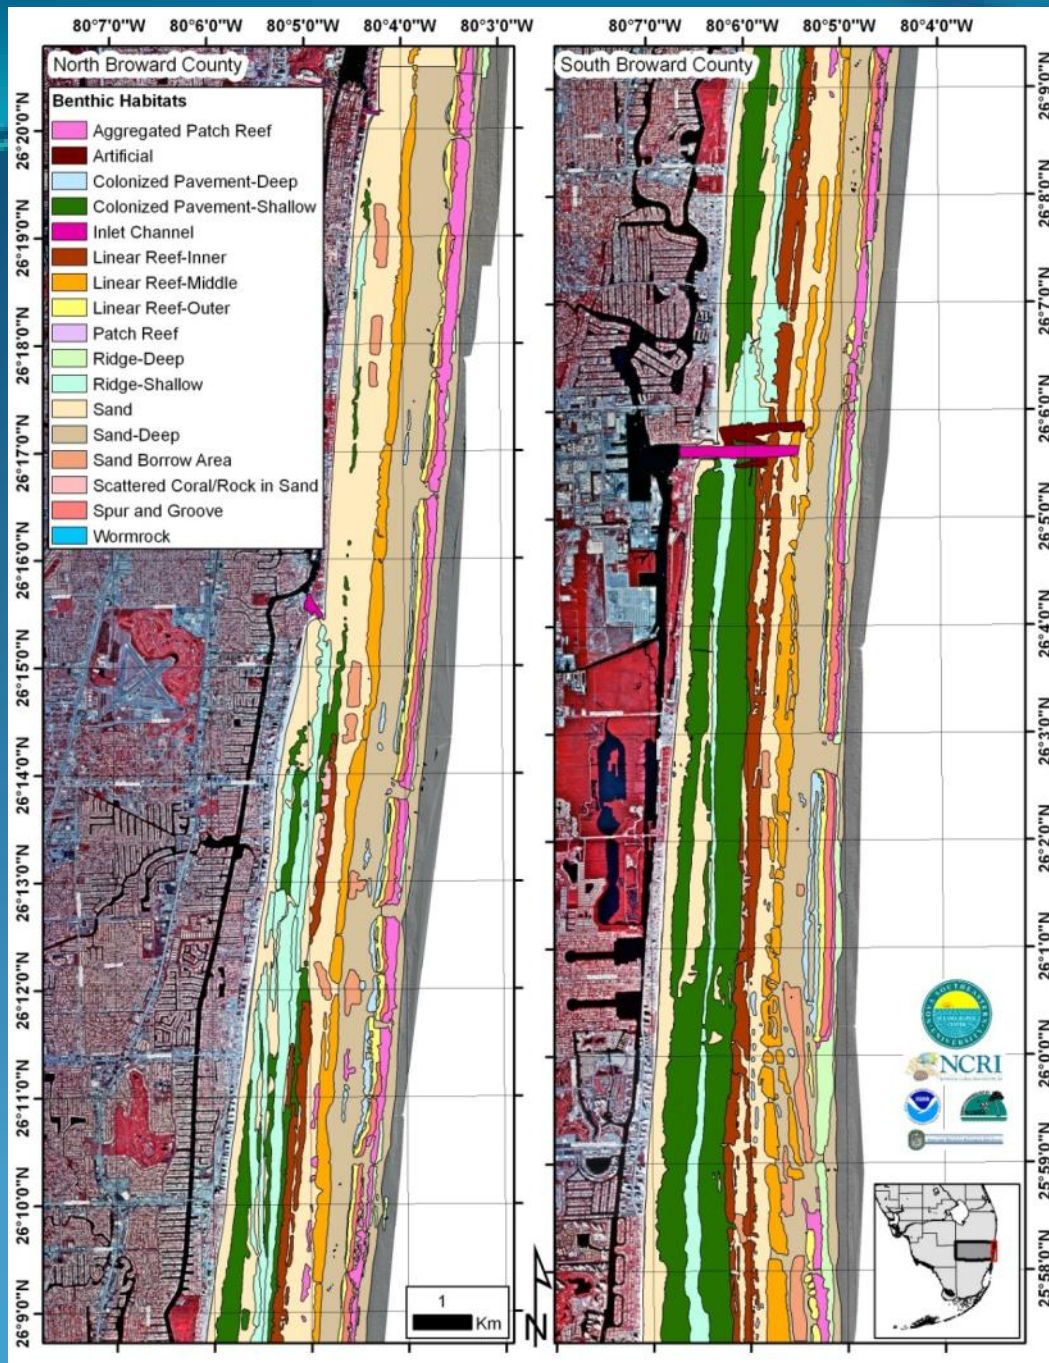 80°7'0"W 80°6'0"W 80°5'0"W 80°4'0"W 80°3'0"W
80°7'0"W 80°6'0"W 80°5'0"W 80°4'0"W
North Broward County
South Broward County
Benthic Habitats
Aggregated Patch Reef
Artificial
Colonized Pavement-Deep
Colonized Pavement-Shallow
Inlet Channel
Linear Reef-Inner
Linear Reef-Middle
Linear Reef-Outer
Patch Reef
Ridge-Deep
Ridge-Shallow
Sand
Sand-Deep
Sand Borrow Area
Scattered Coral/Rock in Sand
Spur and Groove
Wormrock
26°20'0"N
26°19'0"N
26°18'0"N
26°17'0"N
26°16'0"N
26°15'0"N
26°14'0"N
26°13'0"N
26°12'0"N
26°11'0"N
26°10'0"N
26°9'0"N
26°9'0"N
26°8'0"N
26°7'0"N
26°6'0"N
26°5'0"N
26°4'0"N
26°3'0"N
26°2'0"N
26°1'0"N
26°0'0"N
25°59'0"N
25°58'0"N
NOVA SOUTHEASTERN
UNIVERSITY
NCRI
1
Km
N